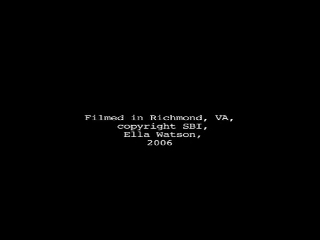 Filmed in Richmond, VA,
copyright SBI,
Ella Watson,
2006